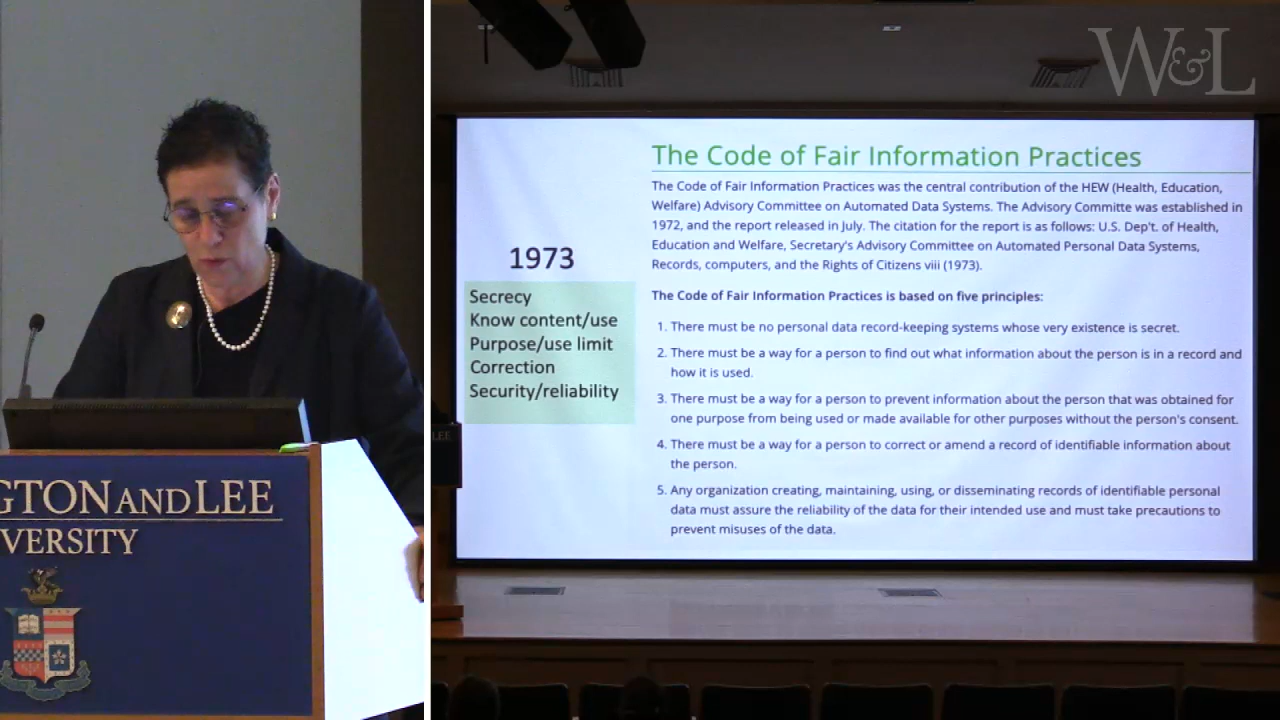 W&L
The Code of Fair Information Practices
The Code of Fair Information Practices was the central contribution of the HEW (Health, Education,
Welfare) Advisory Committee on Automated Data Systems. The Advisory Committe was established in
1972, and the report released in July. The citation for the report is as follows: U.S. Dep't. of Health,
Education and Welfare, Secretary's Advisory Committee on Automated Personal Data Systems,
Records, computers, and the Rights of Citizens viii (1973).
1973
Secrecy
Know content/use
Purpose/use limit
Correction
Security/reliability
The Code of Fair Information Practices is based on five principles:
1. There must be no personal data record-keeping systems whose very existence is secret.
2. There must be a way for a person to find out what information about the person is in a record and
how it is used.
3. There must be a way for a person to prevent information about the person that was obtained for
one purpose from being used or made available for other purposes without the person's consent.
4. There must be a way for a person to correct or amend a record of identifiable information about
the person.
5. Any organization creating, maintaining, using, or disseminating records of identifiable personal
data must assure the reliability of the data for their intended use and must take precautions to
prevent misuses of the data.
LEE
GTON AND LEE
VERSITY